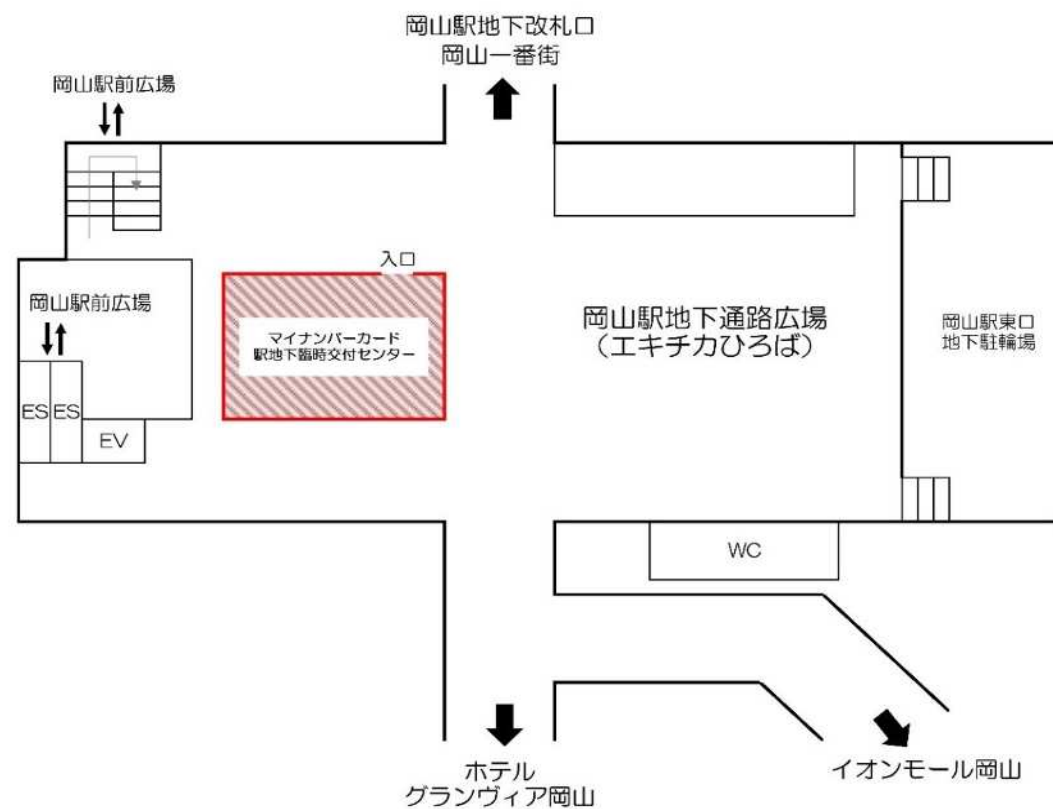 岡山駅地下改札口
岡山一番街
岡山駅前広場
入口
岡山駅前広場
マイナンバーカード
駅地下臨時交付センター
岡山駅地下通路広場
(エキチカひろば)
岡山駅東口
地下駐輪場
ES
ES
EV
WC
ホテル
グランヴィア岡山
イオンモール岡山